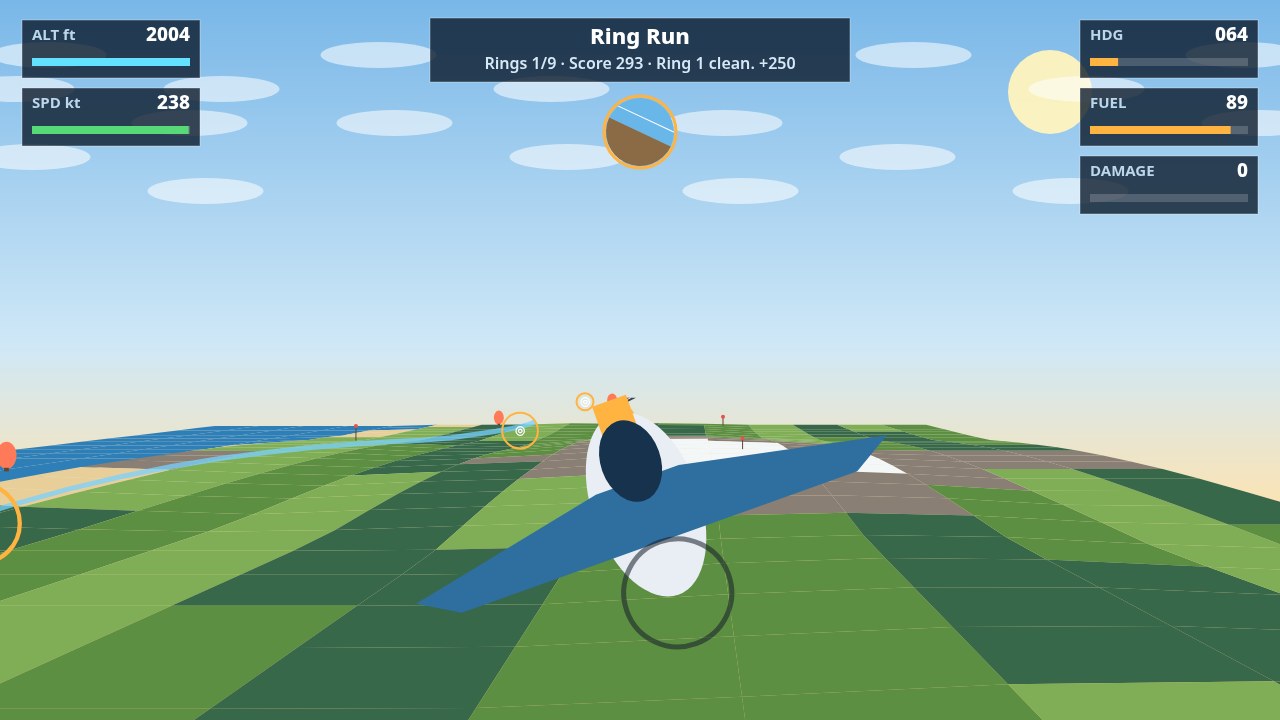 ALT ft 2004
SPD kt 238
Ring Run
Rings 1/9 · Score 293 · Ring 1 clean. +250
HDG 064
FUEL 89
DAMAGE 0